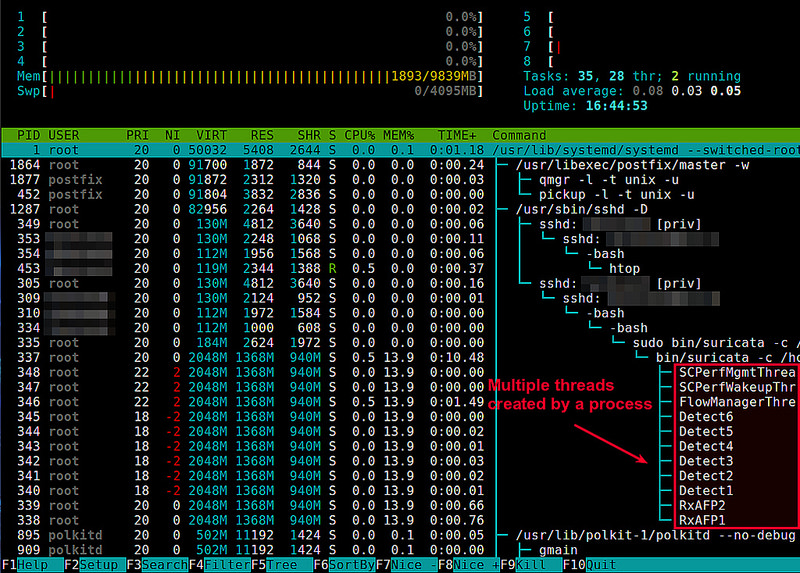 1 [ 0.0%] 5 [
2 [ 0.0%] 6 [
3 [ 0.0%] 7 [|
4 [ 0.0%] 8 [
Mem[||||||||||||||||||||||||||||||||||||||||||||||||1893/9839MB] Tasks: 35, 28 thr; 2 running
Swp[| 0/4095MB] Load average: 0.08 0.03 0.05
Uptime: 16:44:53
PID USER PRI NI VIRT RES SHR S CPU% MEM% TIME+ Command
1 root 20 0 50032 5408 2644 S 0.0 0.1 0:01.18 /usr/lib/systemd/systemd --switched-root
1864 root 20 0 91700 1872 844 S 0.0 0.0 0:00.24 /usr/libexec/postfix/master -w
1877 postfix 20 0 91872 2312 1320 S 0.0 0.0 0:00.03 qmgr -l -t unix -u
452 postfix 20 0 91804 3832 2836 S 0.0 0.0 0:00.00 pickup -l -t unix -u
1287 root 20 0 82956 2264 1428 S 0.0 0.0 0:00.02 /usr/sbin/sshd -D
349 root 20 0 130M 4812 3640 S 0.0 0.0 0:00.06 sshd: [priv]
353 20 0 130M 2248 1068 S 0.0 0.0 0:00.11 sshd:
354 20 0 112M 1956 1568 S 0.0 0.0 0:00.06 -bash
453 20 0 119M 2344 1388 R 0.5 0.0 0:00.37 htop
305 root 20 0 130M 4812 3640 S 0.0 0.0 0:00.16 sshd: [priv]
309 20 0 130M 2124 952 S 0.0 0.0 0:00.01 sshd:
310 20 0 112M 1972 1584 S 0.0 0.0 0:00.00 -bash
334 20 0 112M 1000 608 S 0.0 0.0 0:00.00 -bash
335 root 20 0 184M 2624 1972 S 0.0 0.0 0:00.00 sudo bin/suricata -c /
337 root 20 0 2048M 1368M 940M S 0.5 13.9 0:10.48 bin/suricata -c /ho
348 root 22 2 2048M 1368M 940M S 0.0 13.9 0:00.00 SCPerfMgmtThrea
347 root 22 2 2048M 1368M 940M S 0.0 13.9 0:00.02 SCPerfWakeupThr
346 root 22 2 2048M 1368M 940M S 0.0 13.9 0:01.49 FlowManagerThre
345 root 18 -2 2048M 1368M 940M S 0.0 13.9 0:00.00 Detect6
344 root 18 -2 2048M 1368M 940M S 0.0 13.9 0:00.01 Detect5
343 root 18 -2 2048M 1368M 940M S 0.0 13.9 0:00.01 Detect4
342 root 18 -2 2048M 1368M 940M S 0.0 13.9 0:00.03 Detect3
341 root 18 -2 2048M 1368M 940M S 0.0 13.9 0:00.02 Detect2
340 root 18 -2 2048M 1368M 940M S 0.0 13.9 0:00.01 Detect1
339 root 20 0 2048M 1368M 940M S 0.0 13.9 0:00.66 RxAFP2
338 root 20 0 2048M 1368M 940M S 0.0 13.9 0:00.76 RxAFP1
895 polkitd 20 0 502M 11192 1424 S 0.0 0.1 0:00.05 /usr/lib/polkit-1/polkitd --no-debug
909 polkitd 20 0 502M 11192 1424 S 0.0 0.1 0:00.00 gmain
Multiple threads
created by a process
F1Help F2Setup F3SearchF4FilterF5Tree F6SortByF7Nice -F8Nice +F9Kill F10Quit